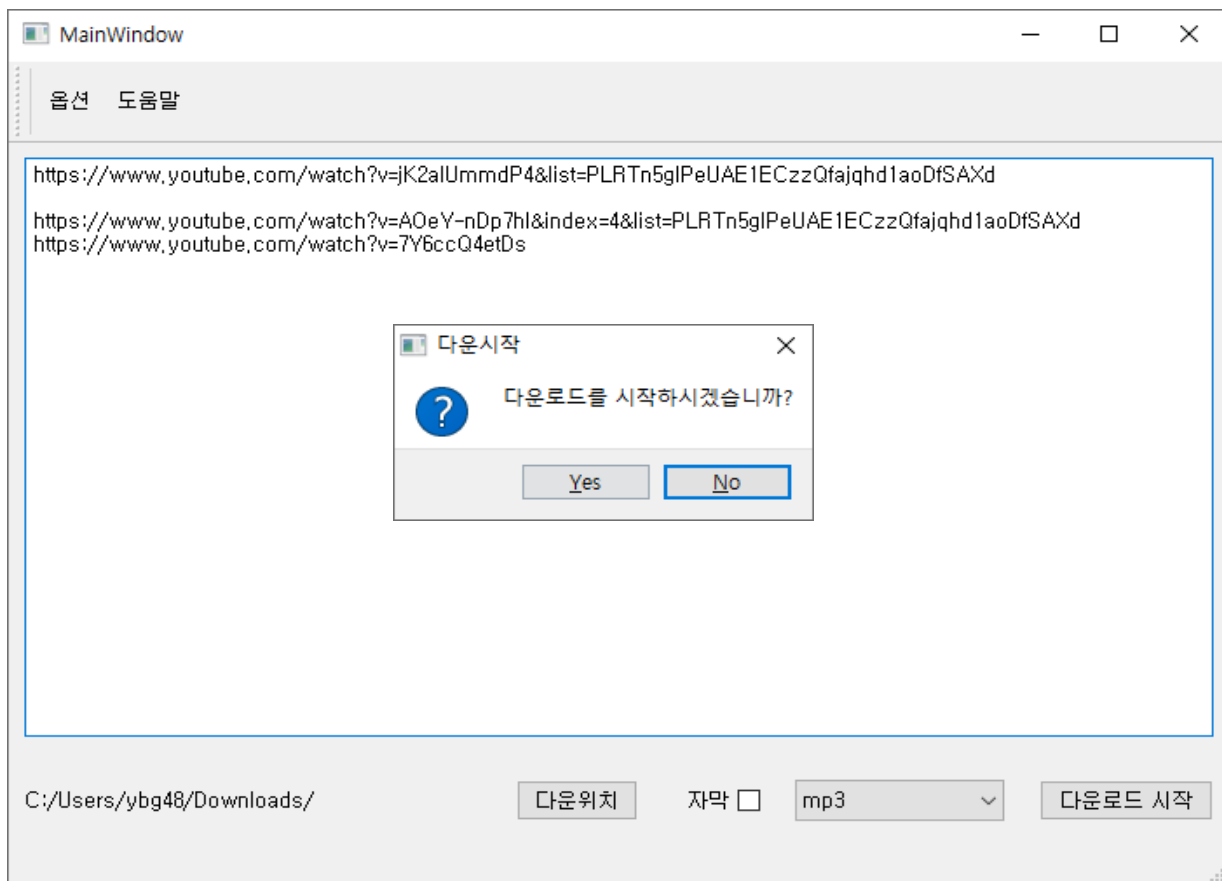 MainWindow
옵션 도움말
https://www.youtube.com/watch?v=jK2alUmmdP4&list=PLRTn5glPeUAE1ECzzQfajqhd1aoDfSAXd
https://www.youtube.com/watch?v=AOeY-nDp7hI&index=4&list=PLRTn5glPeUAE1ECzzQfajqhd1aoDfSAXd
https://www.youtube.com/watch?v=7Y6ccQ4etDs
다운시작
다운로드를 시작하시겠습니까?
Yes No
C:/Users/ybg48/Downloads/ 다운위치 자막 mp3 다운로드 시작